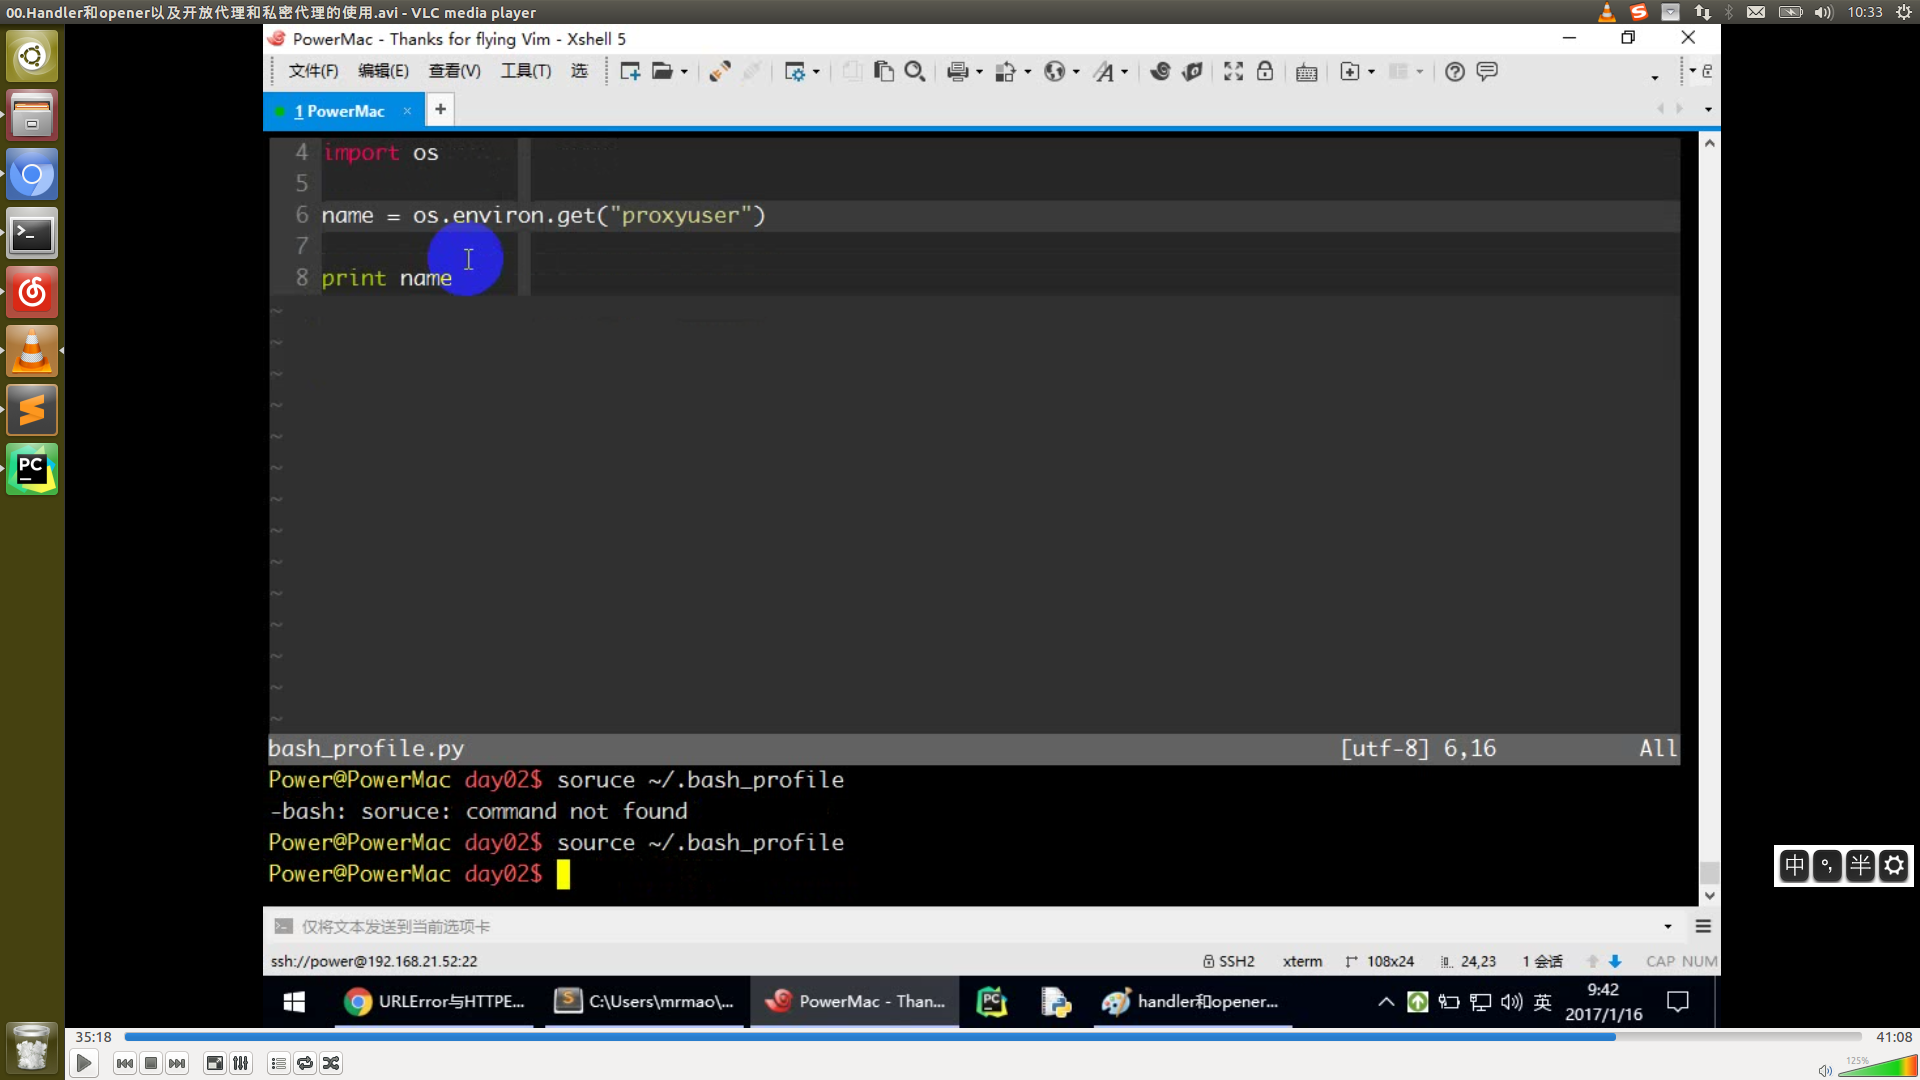 00.Handler和opener以及开放代理和私密代理的使用.avi - VLC media player
10:33
PowerMac - Thanks for flying Vim - Xshell 5
文件(F) 编辑(E) 查看(V) 工具(T) 选
1 PowerMac × +
4 import os
5
6 name = os.environ.get("proxyuser")
7
8 print name
~
~
~
~
~
~
~
~
~
~
~
~
~
~
bash_profile.py [utf-8] 6,16 All
Power@PowerMac day02$ soruce ~/.bash_profile
-bash: soruce: command not found
Power@PowerMac day02$ source ~/.bash_profile
Power@PowerMac day02$
中 °, 半
仅将文本发送到当前选项卡
ssh://power@192.168.21.52:22 SSH2 xterm 108x24 24,23 1 会话 CAP NUM
URLError与HTTPE... C:\Users\mrmao\... PowerMac - Than... PC handler和opener... 英 9:42
2017/1/16
35:18 41:08
125%